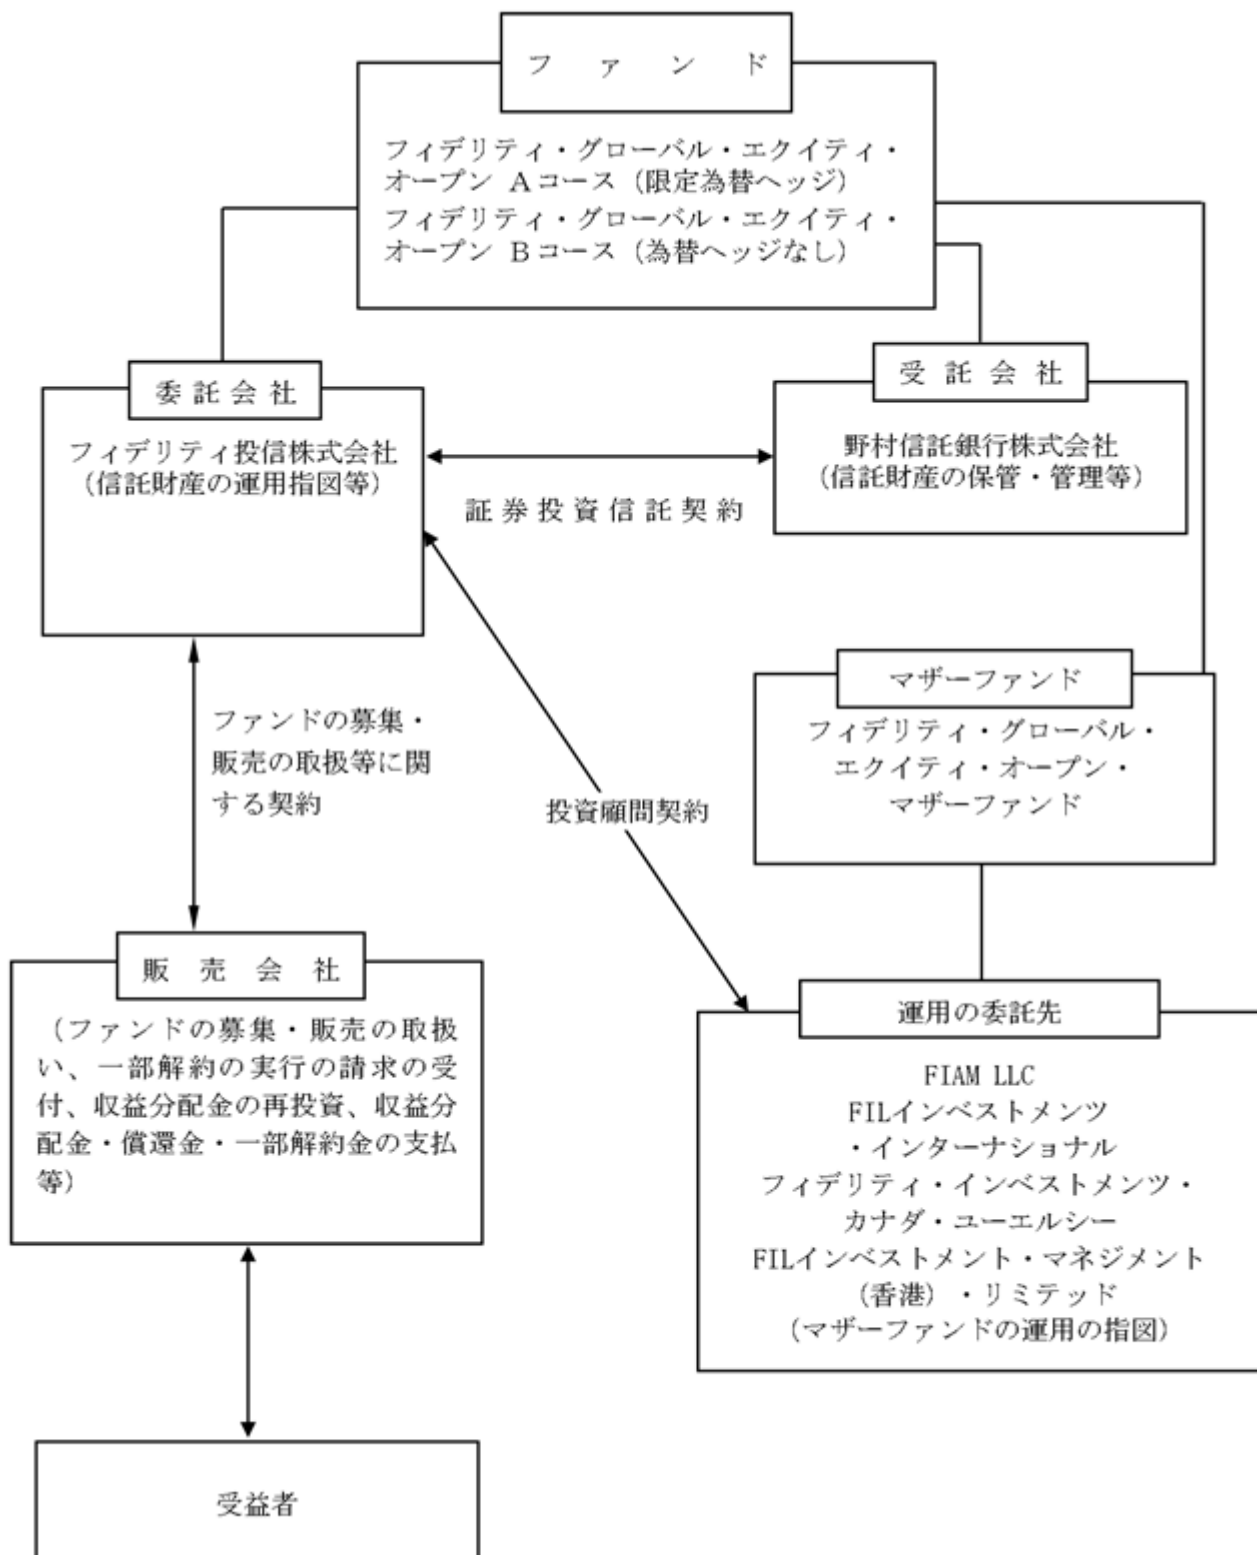 ファンド
フィデリティ・グローバル・エクイティ・
オープン Aコース（限定為替ヘッジ）
フィデリティ・グローバル・エクイティ・
オープン Bコース（為替ヘッジなし）
委託会社
フィデリティ投信株式会社
（信託財産の運用指図等）
受託会社
野村信託銀行株式会社
（信託財産の保管・管理等）
証券投資信託契約
ファンドの募集・
販売の取扱等に関
する契約
投資顧問契約
マザーファンド
フィデリティ・グローバル・
エクイティ・オープン・
マザーファンド
販売会社
（ファンドの募集・販売の取扱
い、一部解約の実行の請求の受
付、収益分配金の再投資、収益分
配金・償還金・一部解約金の支払
等）
運用の委託先
FIAM LLC
FILインベストメンツ
・インターナショナル
フィデリティ・インベストメンツ・
カナダ・ユーエルシー
FILインベストメント・マネジメント
（香港）・リミテッド
（マザーファンドの運用の指図）
受益者